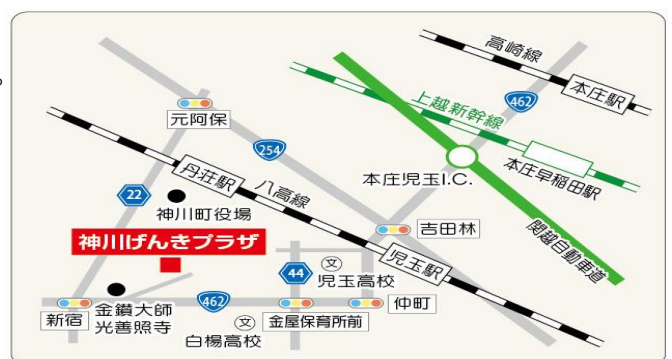 高崎線
本庄駅
462
上越新幹線
本庄早稲田駅
元阿保
254
本庄児玉I.C.
丹荘駅
八高線
22
神川町役場
吉田林
関越自動車道
神川げんきプラザ
児玉駅
44
文
児玉高校
462
仲町
新宿
金鑚大師
光善照寺
文
白楊高校
金屋保育所前